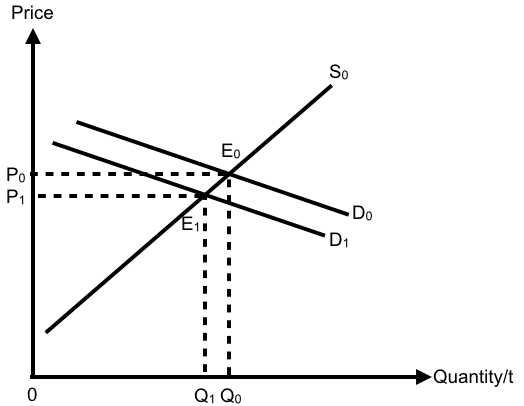 Price
S₀
E₀
P₀
P₁
D₀
E₁
D₁
Quantity/t
0
Q₁ Q₀